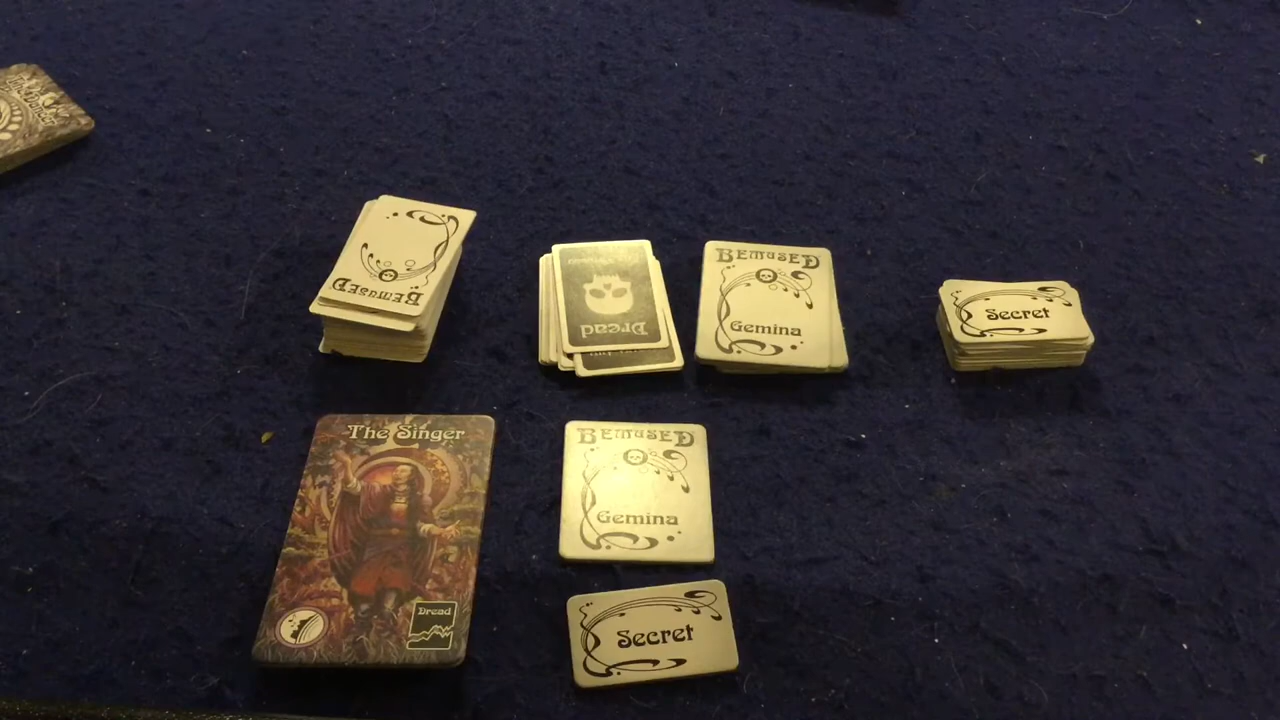 BEMUSED
Dread
BEMUSED
Gemina
Secret
The Singer
Dread
BEMUSED
Gemina
Secret